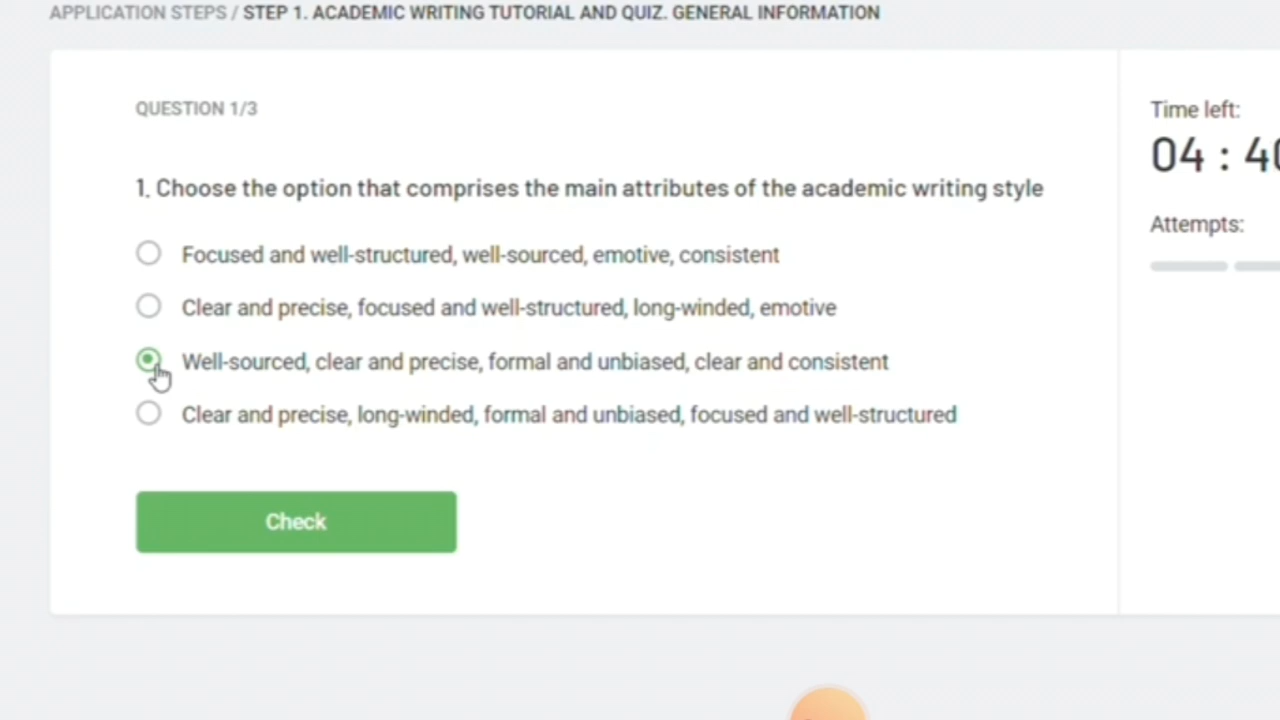 APPLICATION STEPS / STEP 1. ACADEMIC WRITING TUTORIAL AND QUIZ. GENERAL INFORMATION
QUESTION 1/3
1. Choose the option that comprises the main attributes of the academic writing style
Focused and well-structured, well-sourced, emotive, consistent
Clear and precise, focused and well-structured, long-winded, emotive
Well-sourced, clear and precise, formal and unbiased, clear and consistent
Clear and precise, long-winded, formal and unbiased, focused and well-structured
Check
Time left:
04 : 40
Attempts: